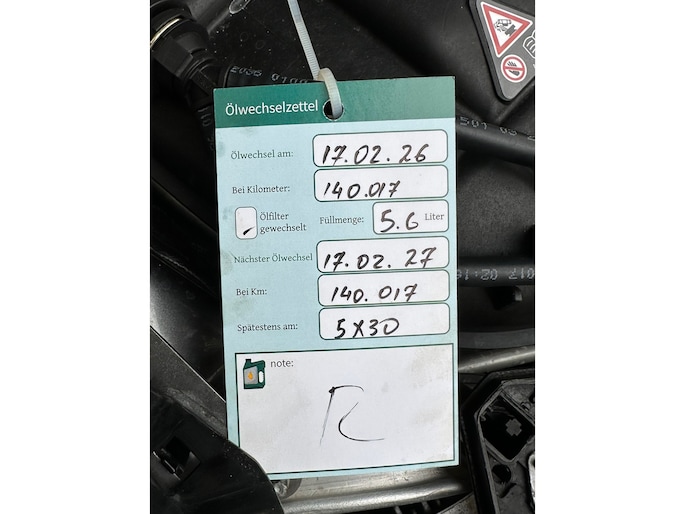 Ölwechselzettel
Ölwechsel am: 17.02.26
Bei Kilometer: 140.017
Ölfilter gewechselt Füllmenge: 5.6 Liter
Nächster Ölwechsel 17.02.27
Bei Km: 140.017
Spätestens am: 5X30
note: